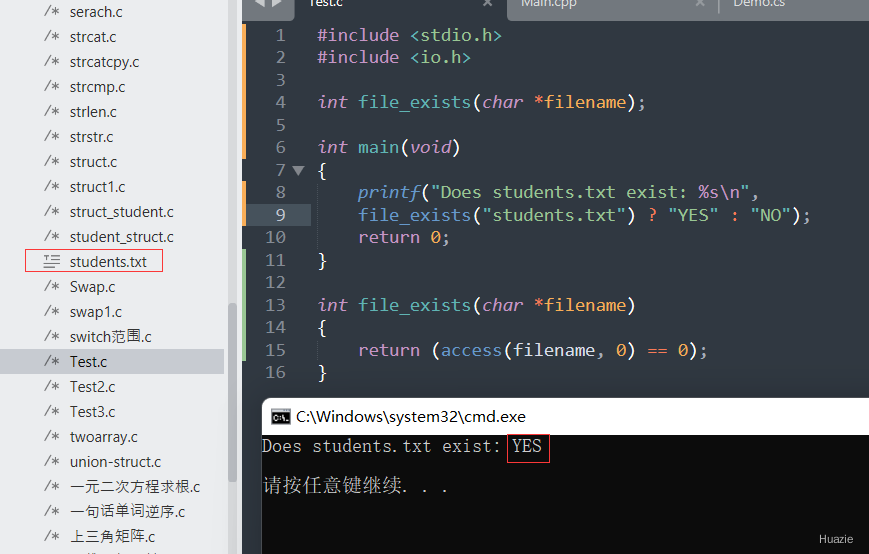 serach.c
strcat.c
strcatcpy.c
strcmp.c
strlen.c
strstr.c
struct.c
struct1.c
struct_student.c
student_struct.c
students.txt
Swap.c
swap1.c
switch范围.c
Test.c
Test2.c
Test3.c
twoarray.c
union-struct.c
一元二次方程求根.c
一句话单词逆序.c
上三角矩阵.c
Test.c
Main.cpp
Demo.cs
1 #include <stdio.h>
2 #include <io.h>
3
4 int file_exists(char *filename);
5
6 int main(void)
7 {
8 printf("Does students.txt exist: %s\n",
9 file_exists("students.txt") ? "YES" : "NO");
10 return 0;
11 }
12
13 int file_exists(char *filename)
14 {
15 return (access(filename, 0) == 0);
16 }
C:\Windows\system32\cmd.exe
Does students.txt exist: YES
请按任意键继续. . .
Huazie